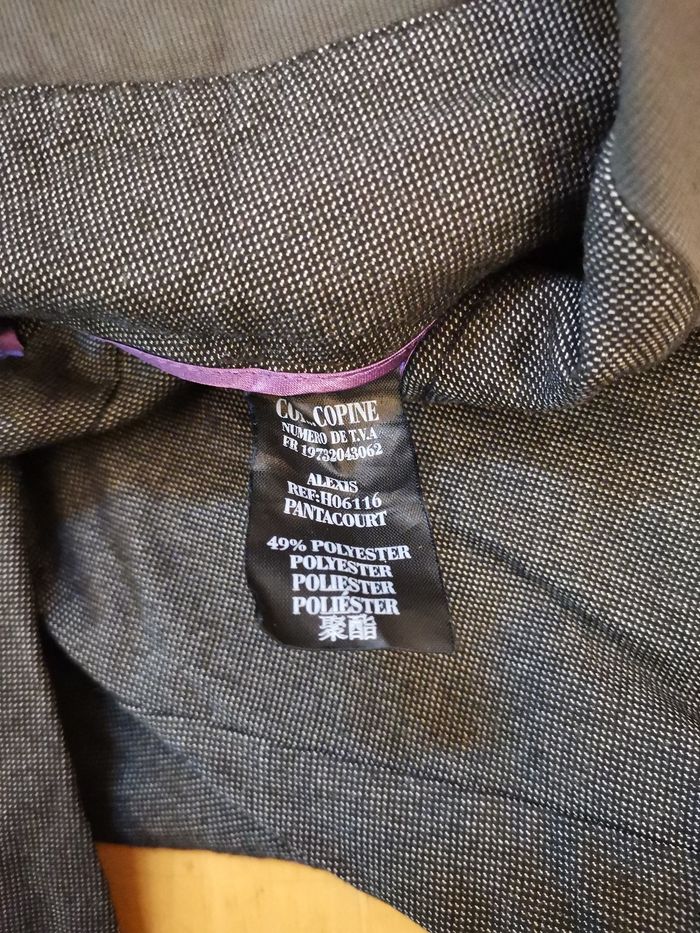 COPINE
NUMERO DE T.V.A
FR 19732043062
ALEXIS
REF:H06116
PANTACOURT
49% POLYESTER
POLYESTER
POLIESTER
POLIÉSTER
聚酯